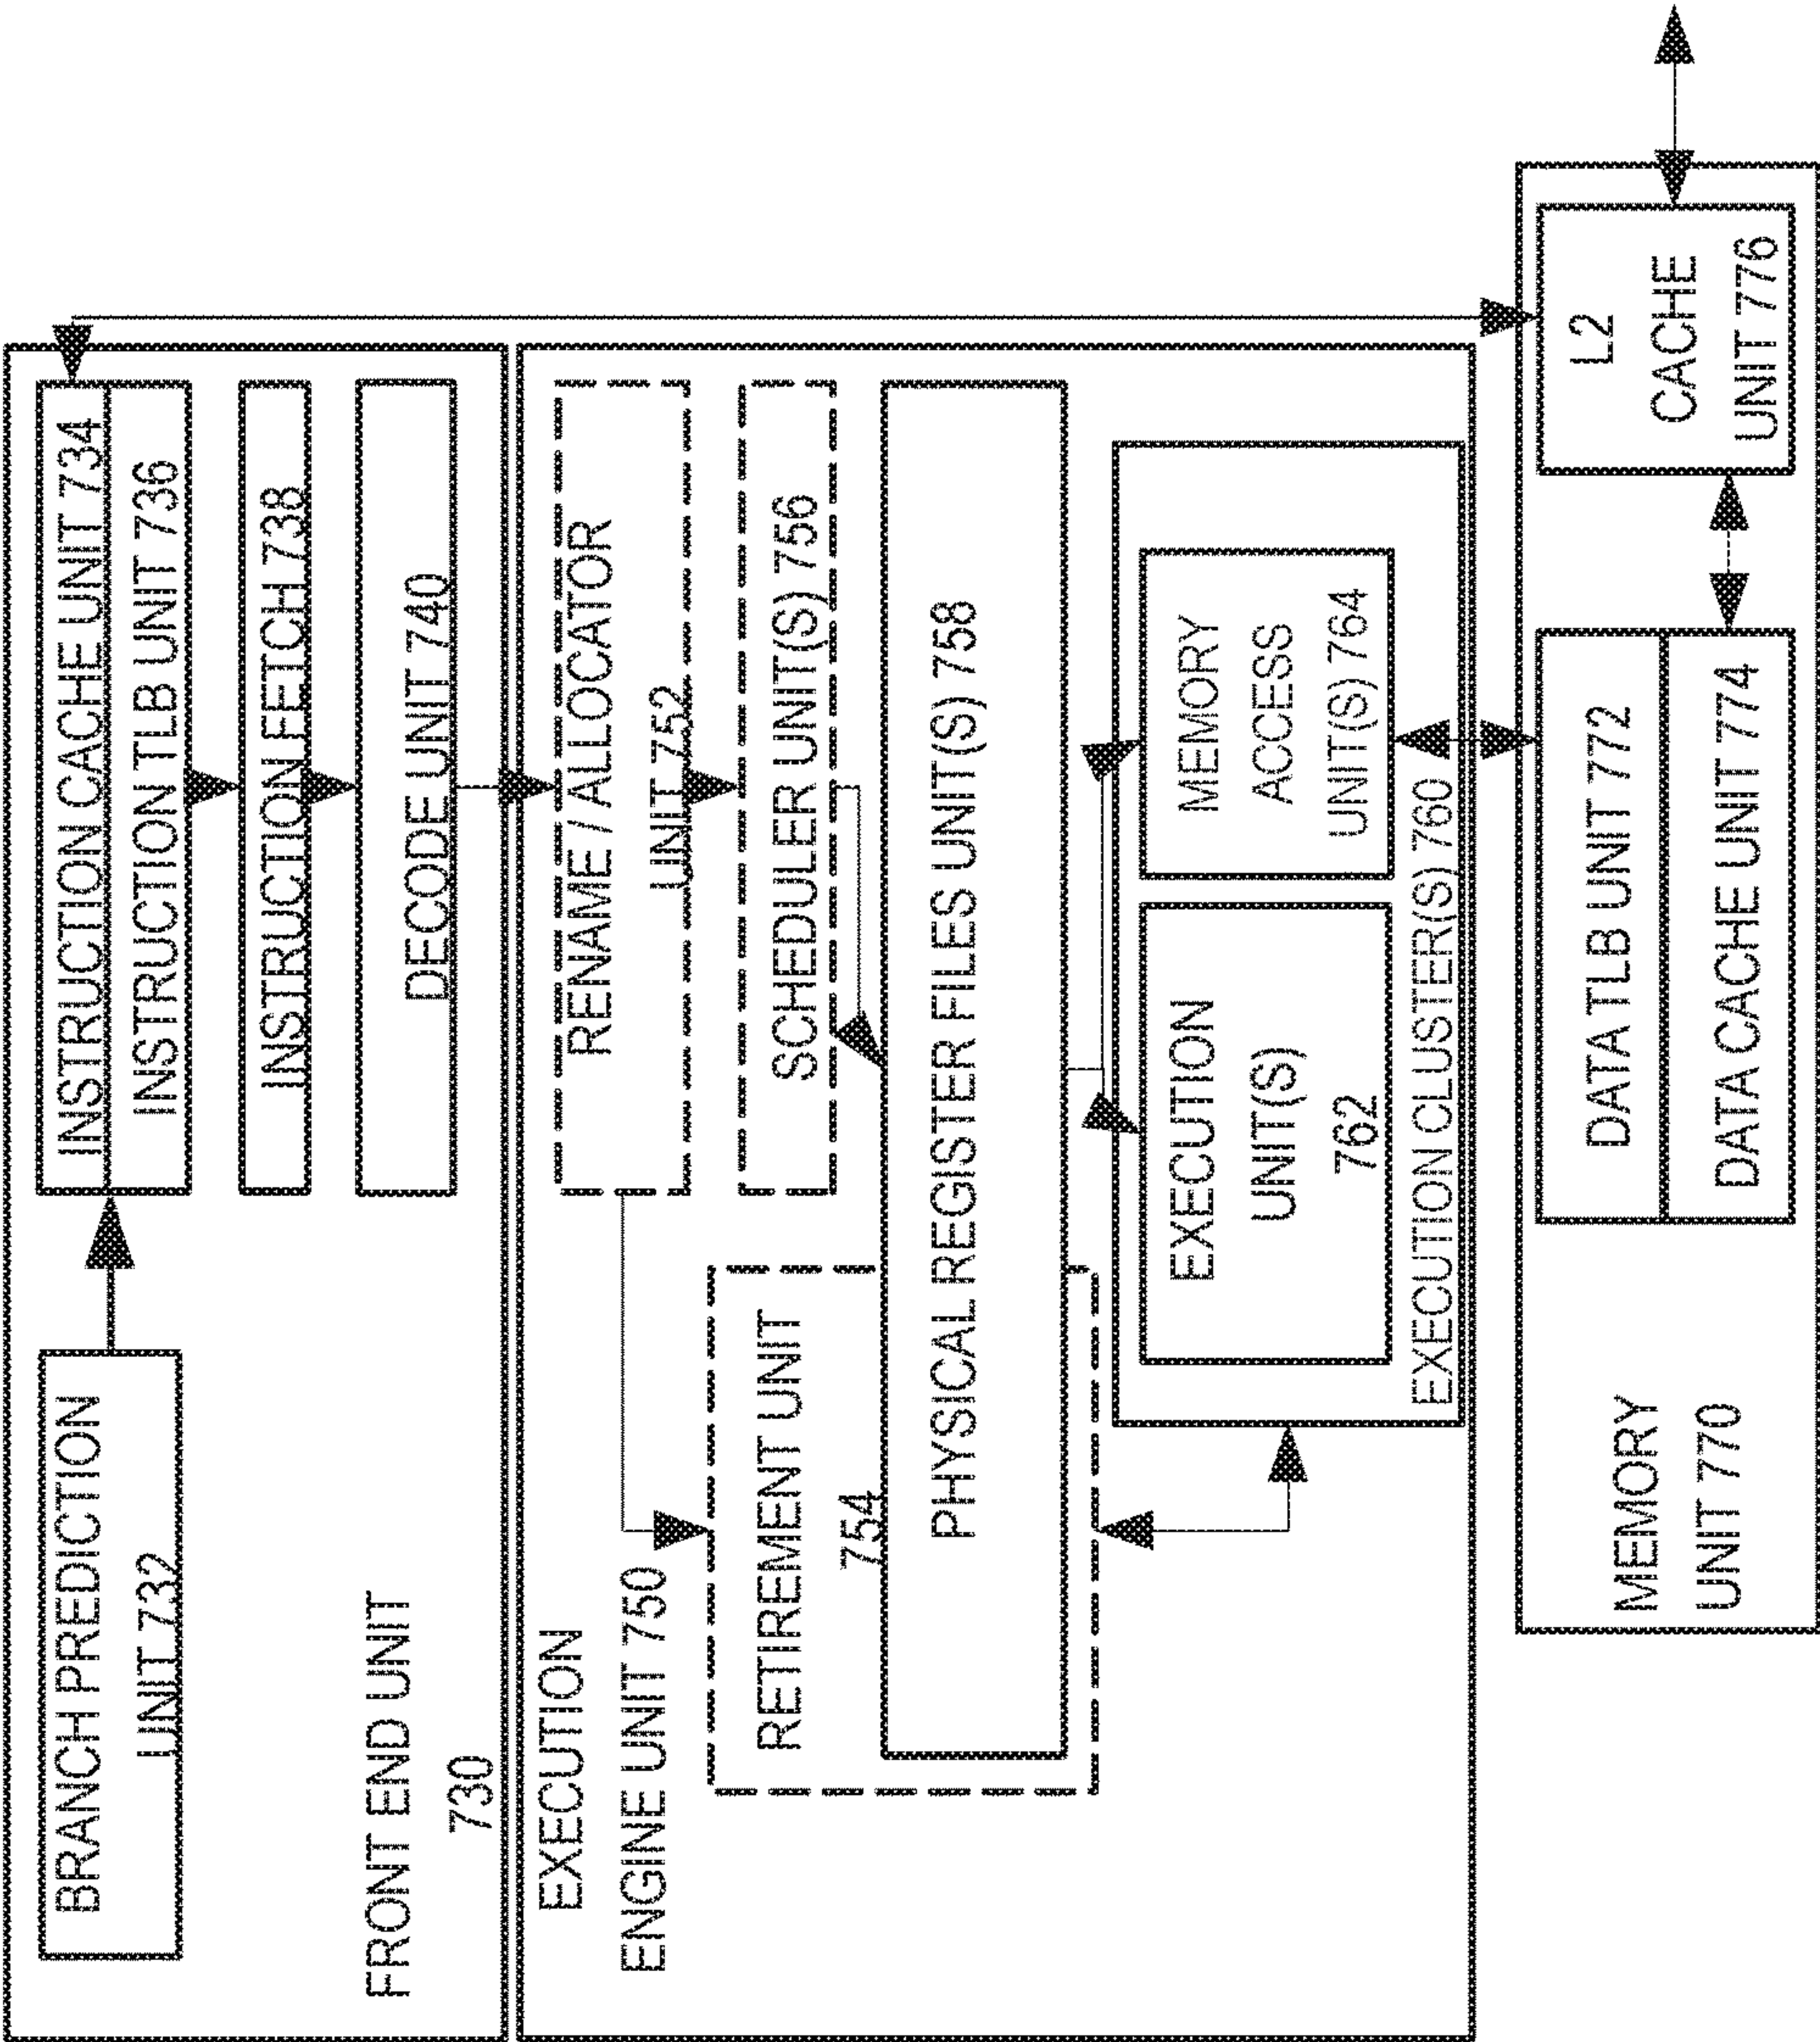 BRANCH PREDICTION
UNIT 732
INSTRUCTION CACHE UNIT 734
INSTRUCTION TLB UNIT 736
INSTRUCTION FETCH 738
DECODE UNIT 740
FRONT END UNIT
730
EXECUTION
ENGINE UNIT 750
RENAME / ALLOCATOR
UNIT 752
SCHEDULER UNIT(S) 756
RETIREMENT UNIT
754
PHYSICAL REGISTER FILES UNIT(S) 758
EXECUTION
UNIT(S)
762
MEMORY
ACCESS
UNIT(S) 764
EXECUTION CLUSTER(S) 760
MEMORY
UNIT 770
DATA TLB UNIT 772
DATA CACHE UNIT 774
L2
CACHE
UNIT 776